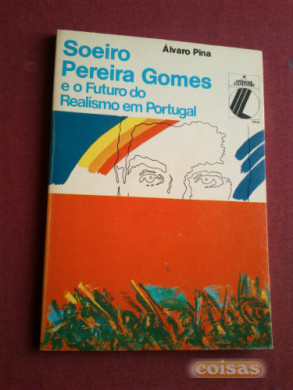 Soeiro
Álvaro Pina
Pereira Gomes
e o Futuro do
Realismo em Portugal
coisas